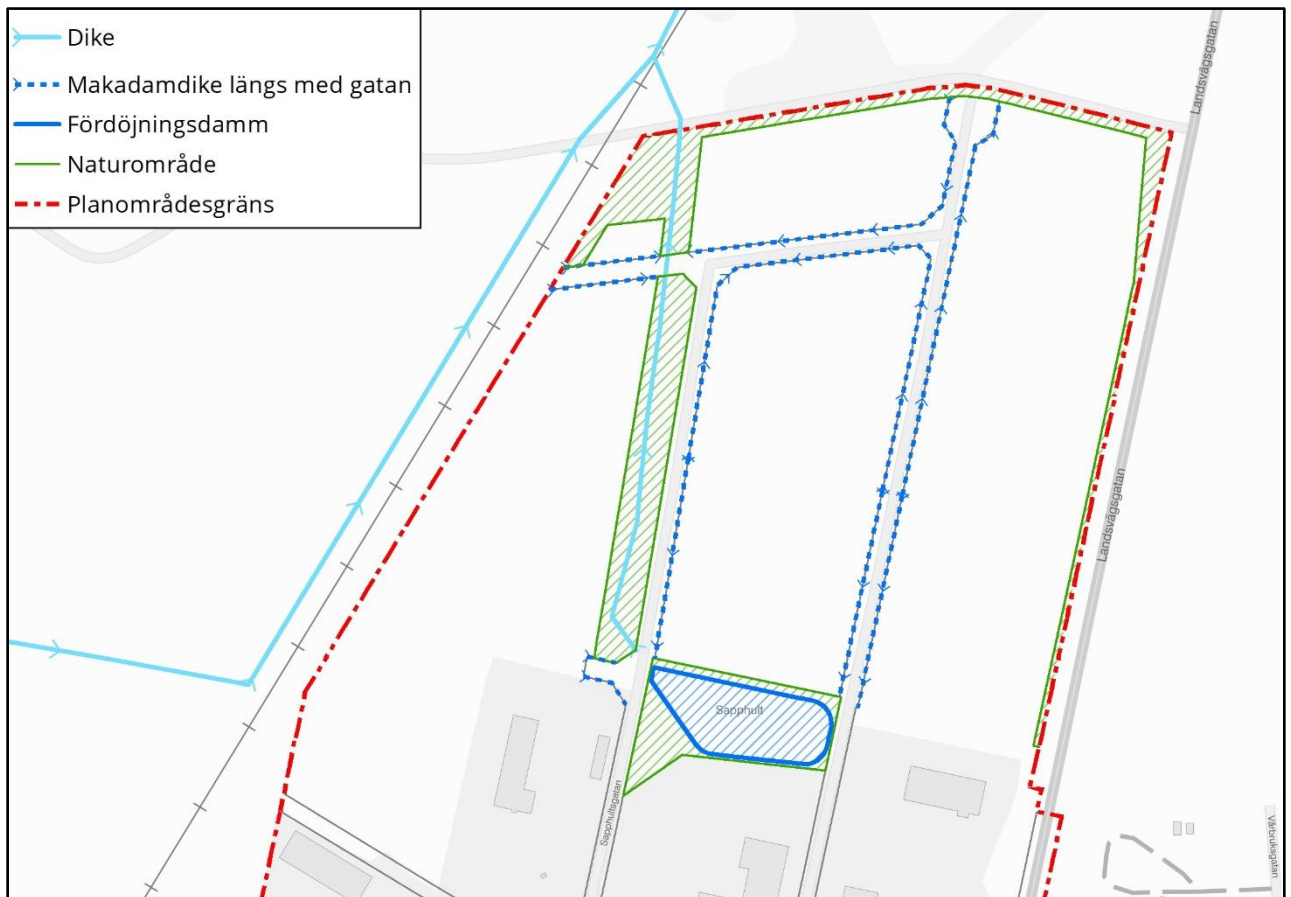 Dike
Makadamdike längs med gatan
Fördöjningsdamm
Naturområde
Planområdesgräns
Landsvägsgatan
Landsvägsgatan
Sapphult
Sapphultsgatan
Vårbruksgatan